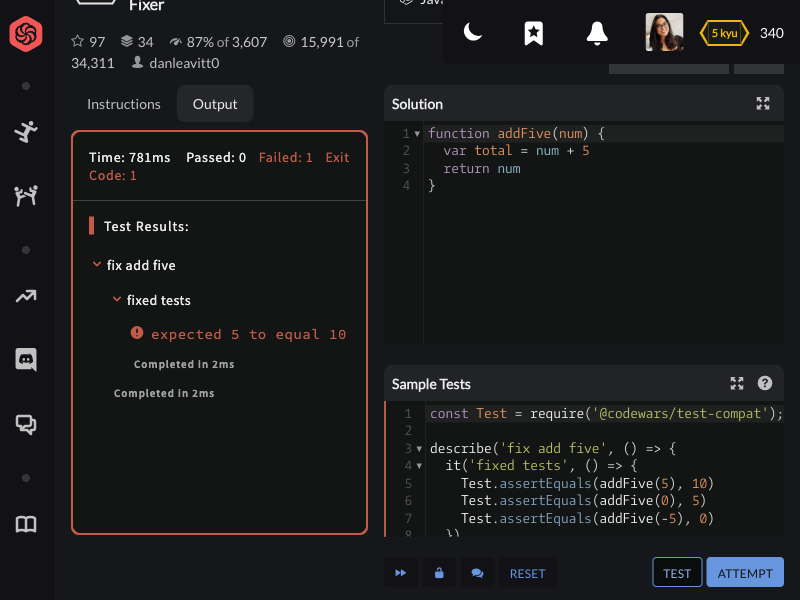 Fixer
97 34 87% of 3,607 15,991 of
34,311 danleavitt0
5 kyu 340
Instructions Output
Time: 781ms Passed: 0 Failed: 1 Exit
Code: 1
Test Results:
fix add five
fixed tests
expected 5 to equal 10
Completed in 2ms
Completed in 2ms
Solution
1 function addFive(num) {
2 var total = num + 5
3 return num
4 }
Sample Tests
1 const Test = require('@codewars/test-compat');
2
3 describe('fix add five', () => {
4 it('fixed tests', () => {
5 Test.assertEquals(addFive(5), 10)
6 Test.assertEquals(addFive(0), 5)
7 Test.assertEquals(addFive(-5), 0)
8 })
RESET TEST ATTEMPT